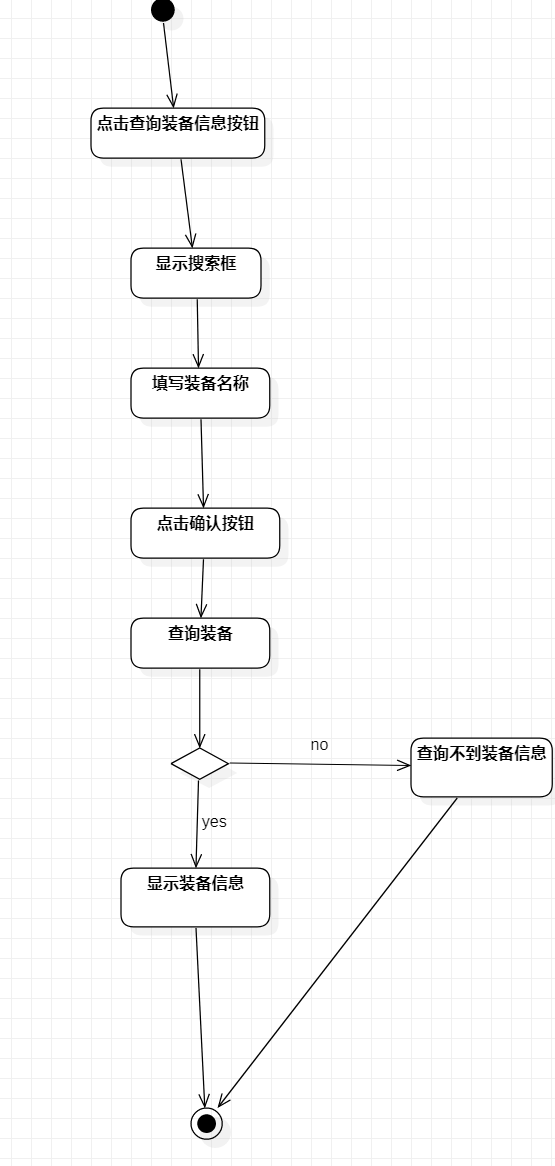 点击查询装备信息按钮
显示搜索框
填写装备名称
点击确认按钮
查询装备
no
查询不到装备信息
yes
显示装备信息